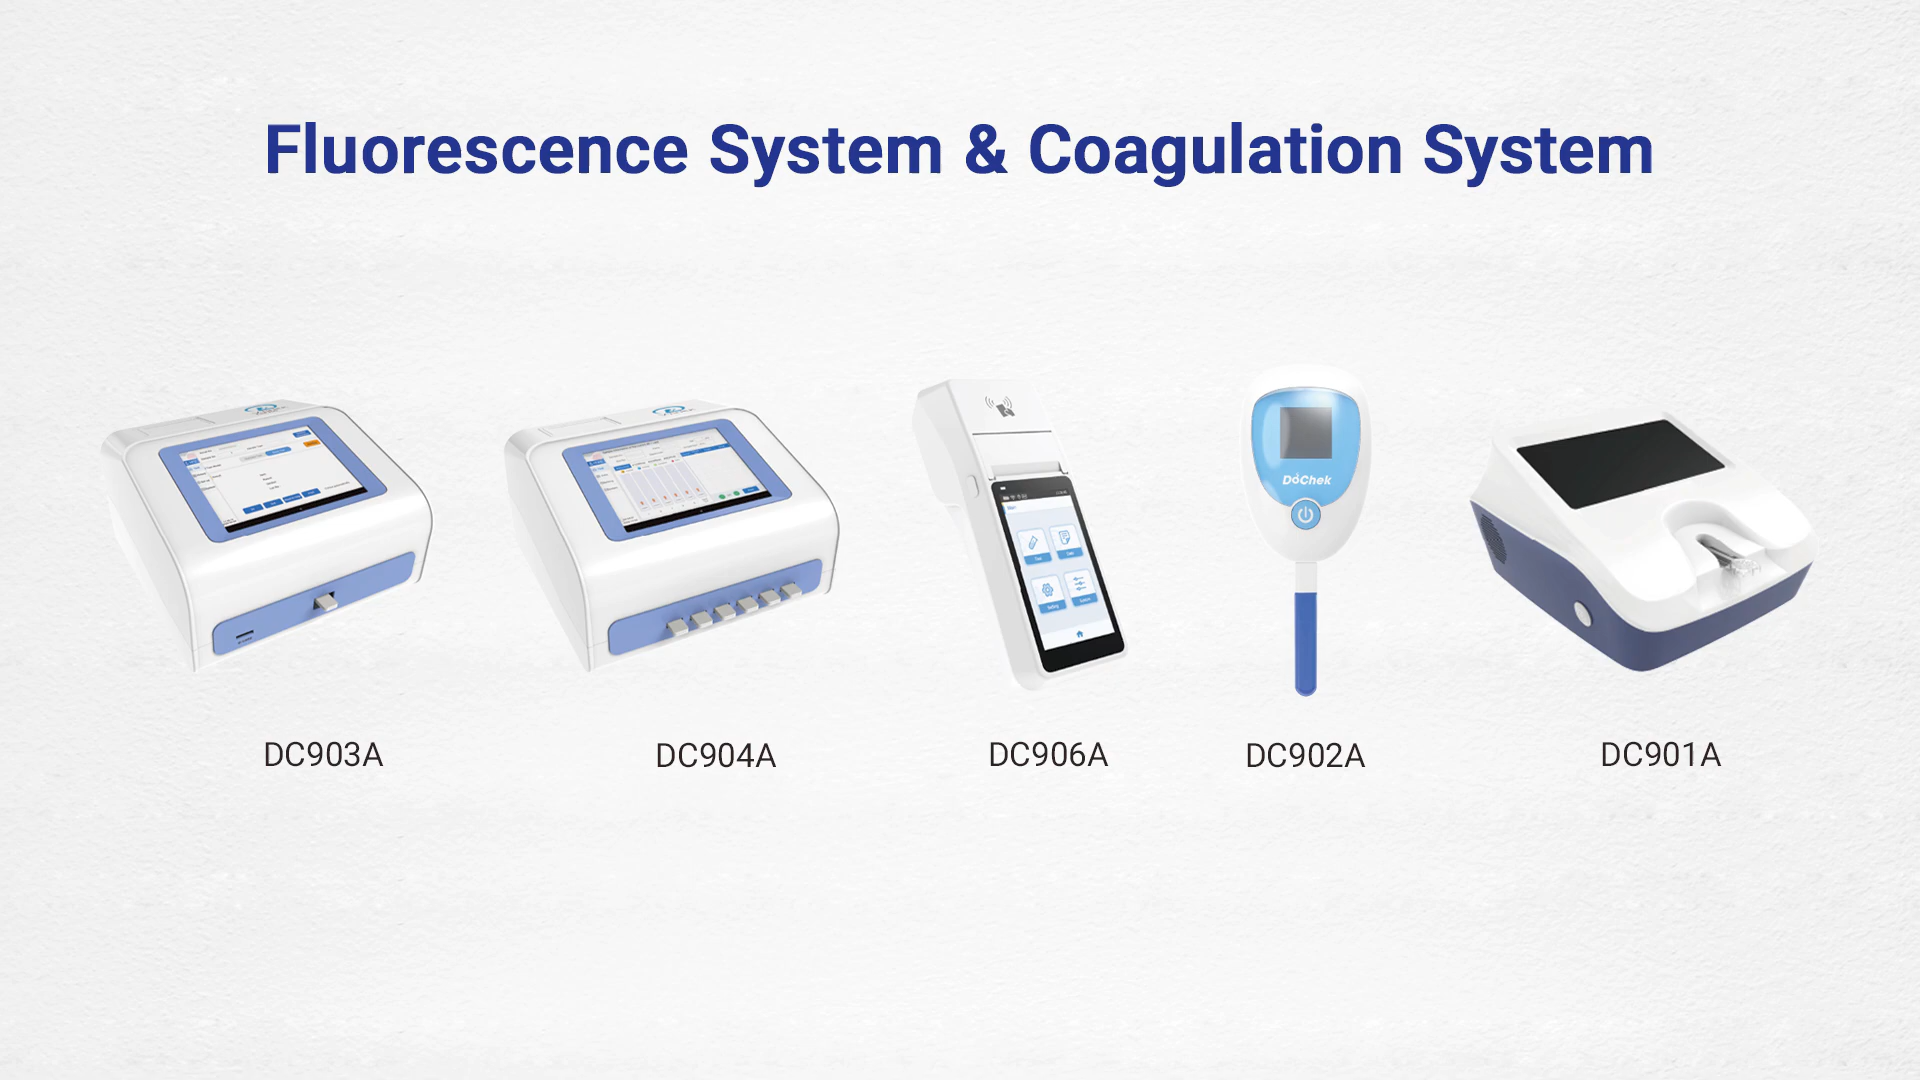 Fluorescence System & Coagulation System
DoChek
DC903A
DC904A
DC906A
DC902A
DC901A